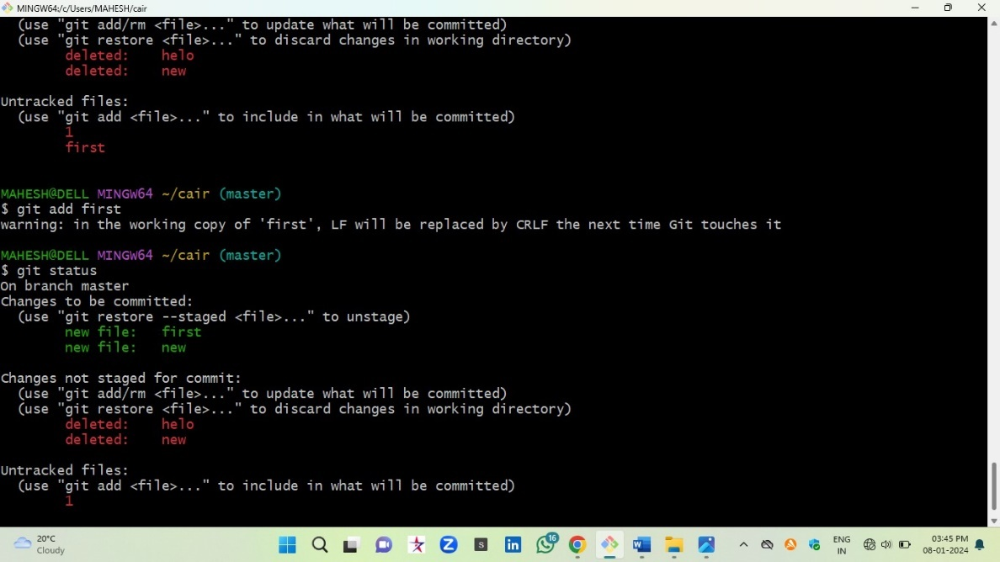 MINGW64:/c/Users/MAHESH/cair
(use "git add/rm <file>..." to update what will be committed)
(use "git restore <file>..." to discard changes in working directory)
deleted: helo
deleted: new
Untracked files:
(use "git add <file>..." to include in what will be committed)
1
first
MAHESH@DELL MINGW64 ~/cair (master)
$ git add first
warning: in the working copy of 'first', LF will be replaced by CRLF the next time Git touches it
MAHESH@DELL MINGW64 ~/cair (master)
$ git status
On branch master
Changes to be committed:
(use "git restore --staged <file>..." to unstage)
new file: first
new file: new
Changes not staged for commit:
(use "git add/rm <file>..." to update what will be committed)
(use "git restore <file>..." to discard changes in working directory)
deleted: helo
deleted: new
Untracked files:
(use "git add <file>..." to include in what will be committed)
1
20°C
Cloudy
Z
S
in
16
W
ENG
IN
03:45 PM
08-01-2024